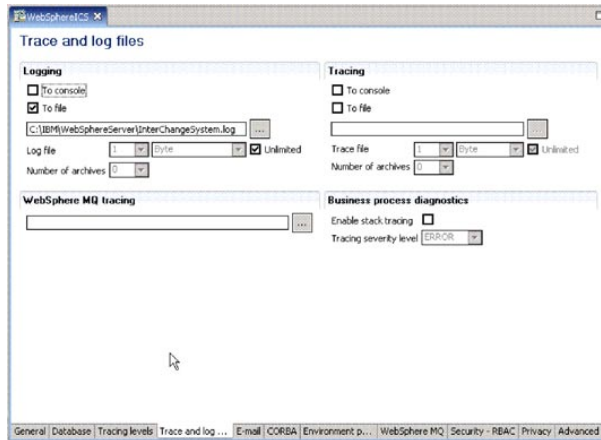 WebSphereICS
Trace and log files
Logging
To console
To file
C:\IBM\WebSphereServer\InterChangeSystem.log ...
Log file 1 Byte Unlimited
Number of archives 0
Tracing
To console
To file
...
Trace file 1 Byte Unlimited
Number of archives 0
WebSphere MQ tracing
...
Business process diagnostics
Enable stack tracing
Tracing severity level ERROR
General Database Tracing levels Trace and log ... E-mail CORBA Environment p... WebSphere MQ Security - RBAC Privacy Advanced